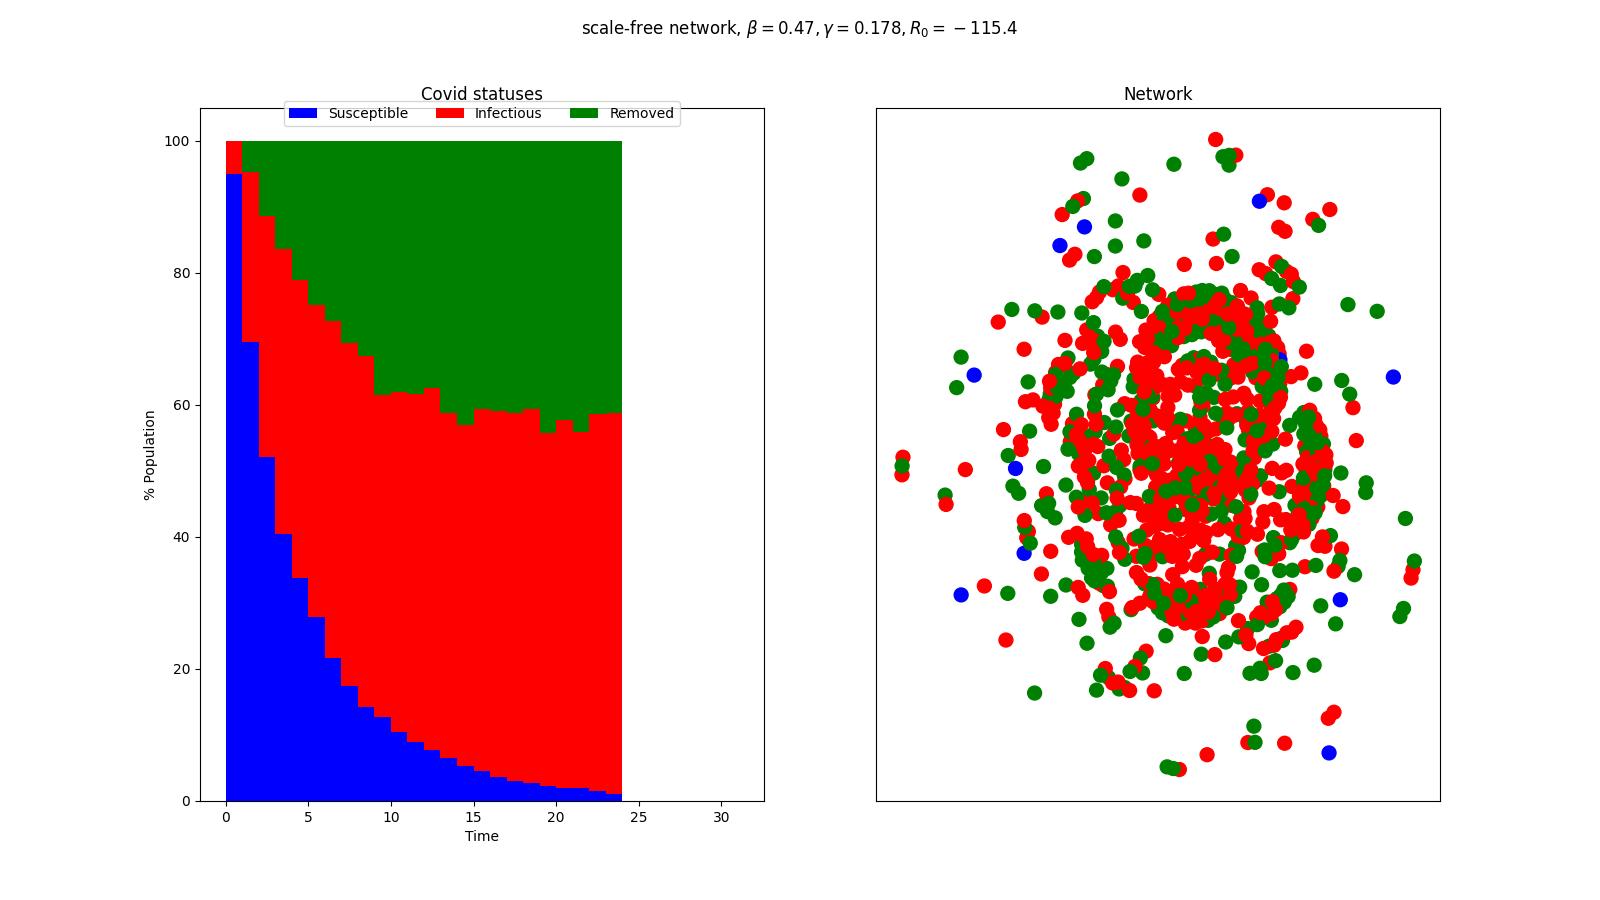 scale-free network, β = 0.47, γ = 0.178, R₀ = − 115.4
Covid statuses
Susceptible Infectious Removed
100
80
60
40
20
0
% Population
0 5 10 15 20 25 30
Time
Network